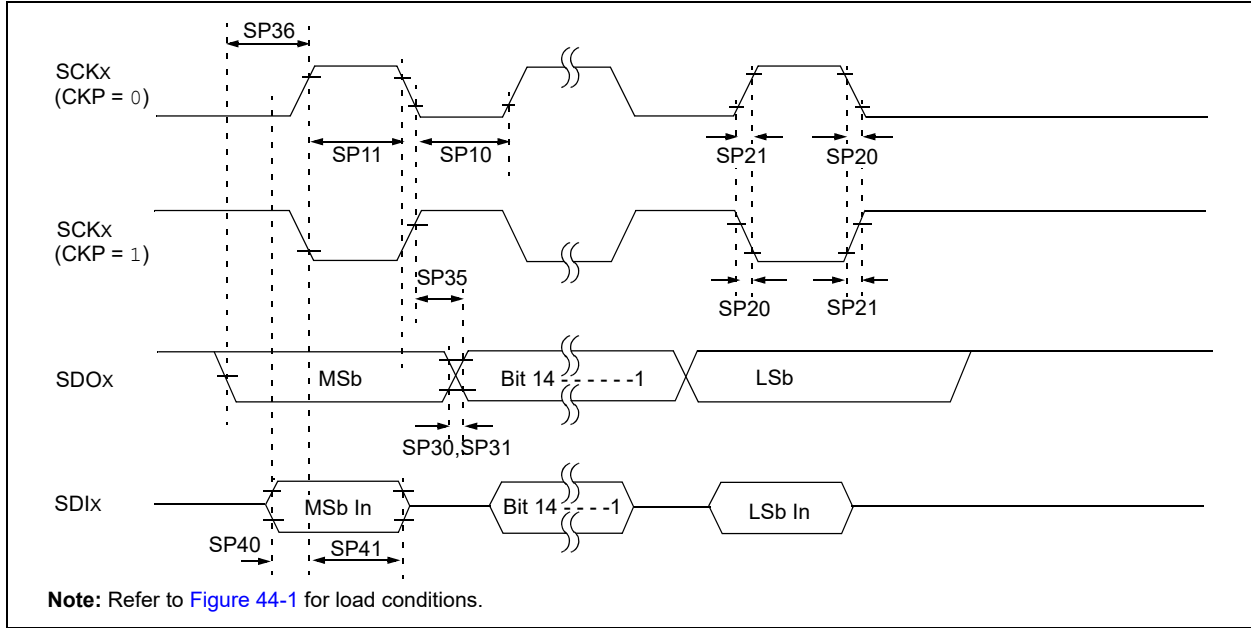 SP36
SCKx
(CKP = 0)
SP11
SP10
SP21
SP20
SCKx
(CKP = 1)
SP35
SP20
SP21
SDOx
MSb
Bit 14 - - - - - -1
LSb
SP30,SP31
SDIx
MSb In
Bit 14 - - - -1
LSb In
SP40
SP41
Note: Refer to Figure 44-1 for load conditions.